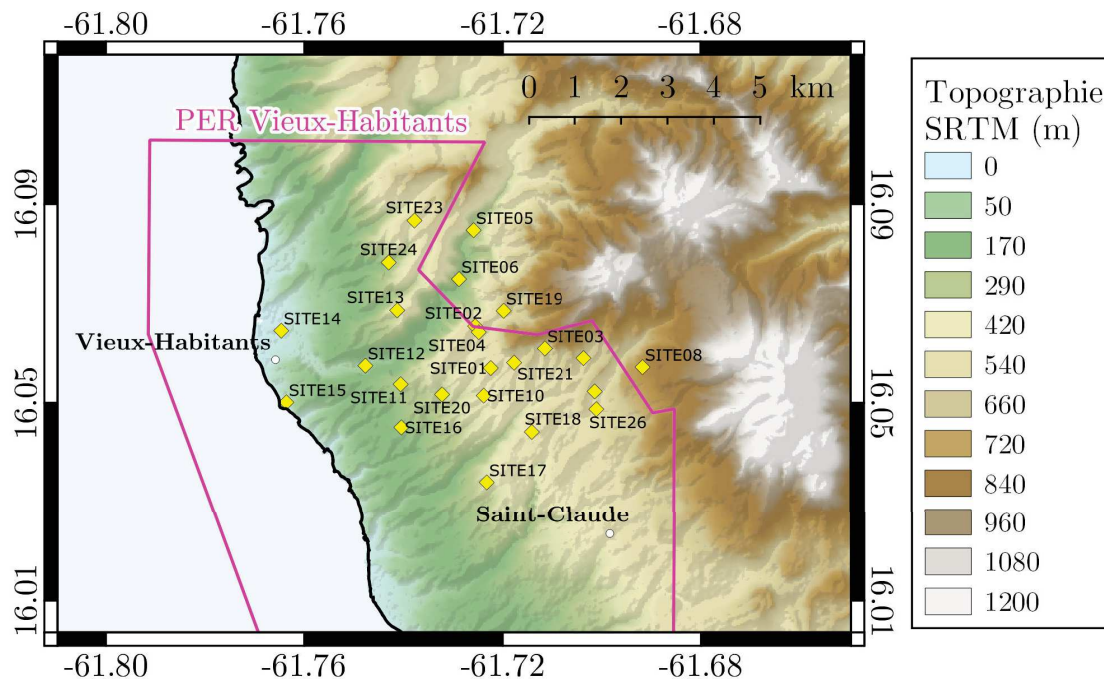 -61.80 -61.76 -61.72 -61.68
0 1 2 3 4 5 km
PER Vieux-Habitants
16.09
16.09
SITE23
SITE05
SITE24
SITE06
SITE13
SITE19
SITE02
SITE14
SITE03
Vieux-Habitants
SITE04
SITE12
SITE08
SITE01
SITE21
SITE15
SITE11
SITE10
16.05
16.05
SITE20
SITE18
SITE26
SITE16
SITE17
Saint-Claude
16.01
16.01
-61.80 -61.76 -61.72 -61.68
Topographie
SRTM (m)
0
50
170
290
420
540
660
720
840
960
1080
1200